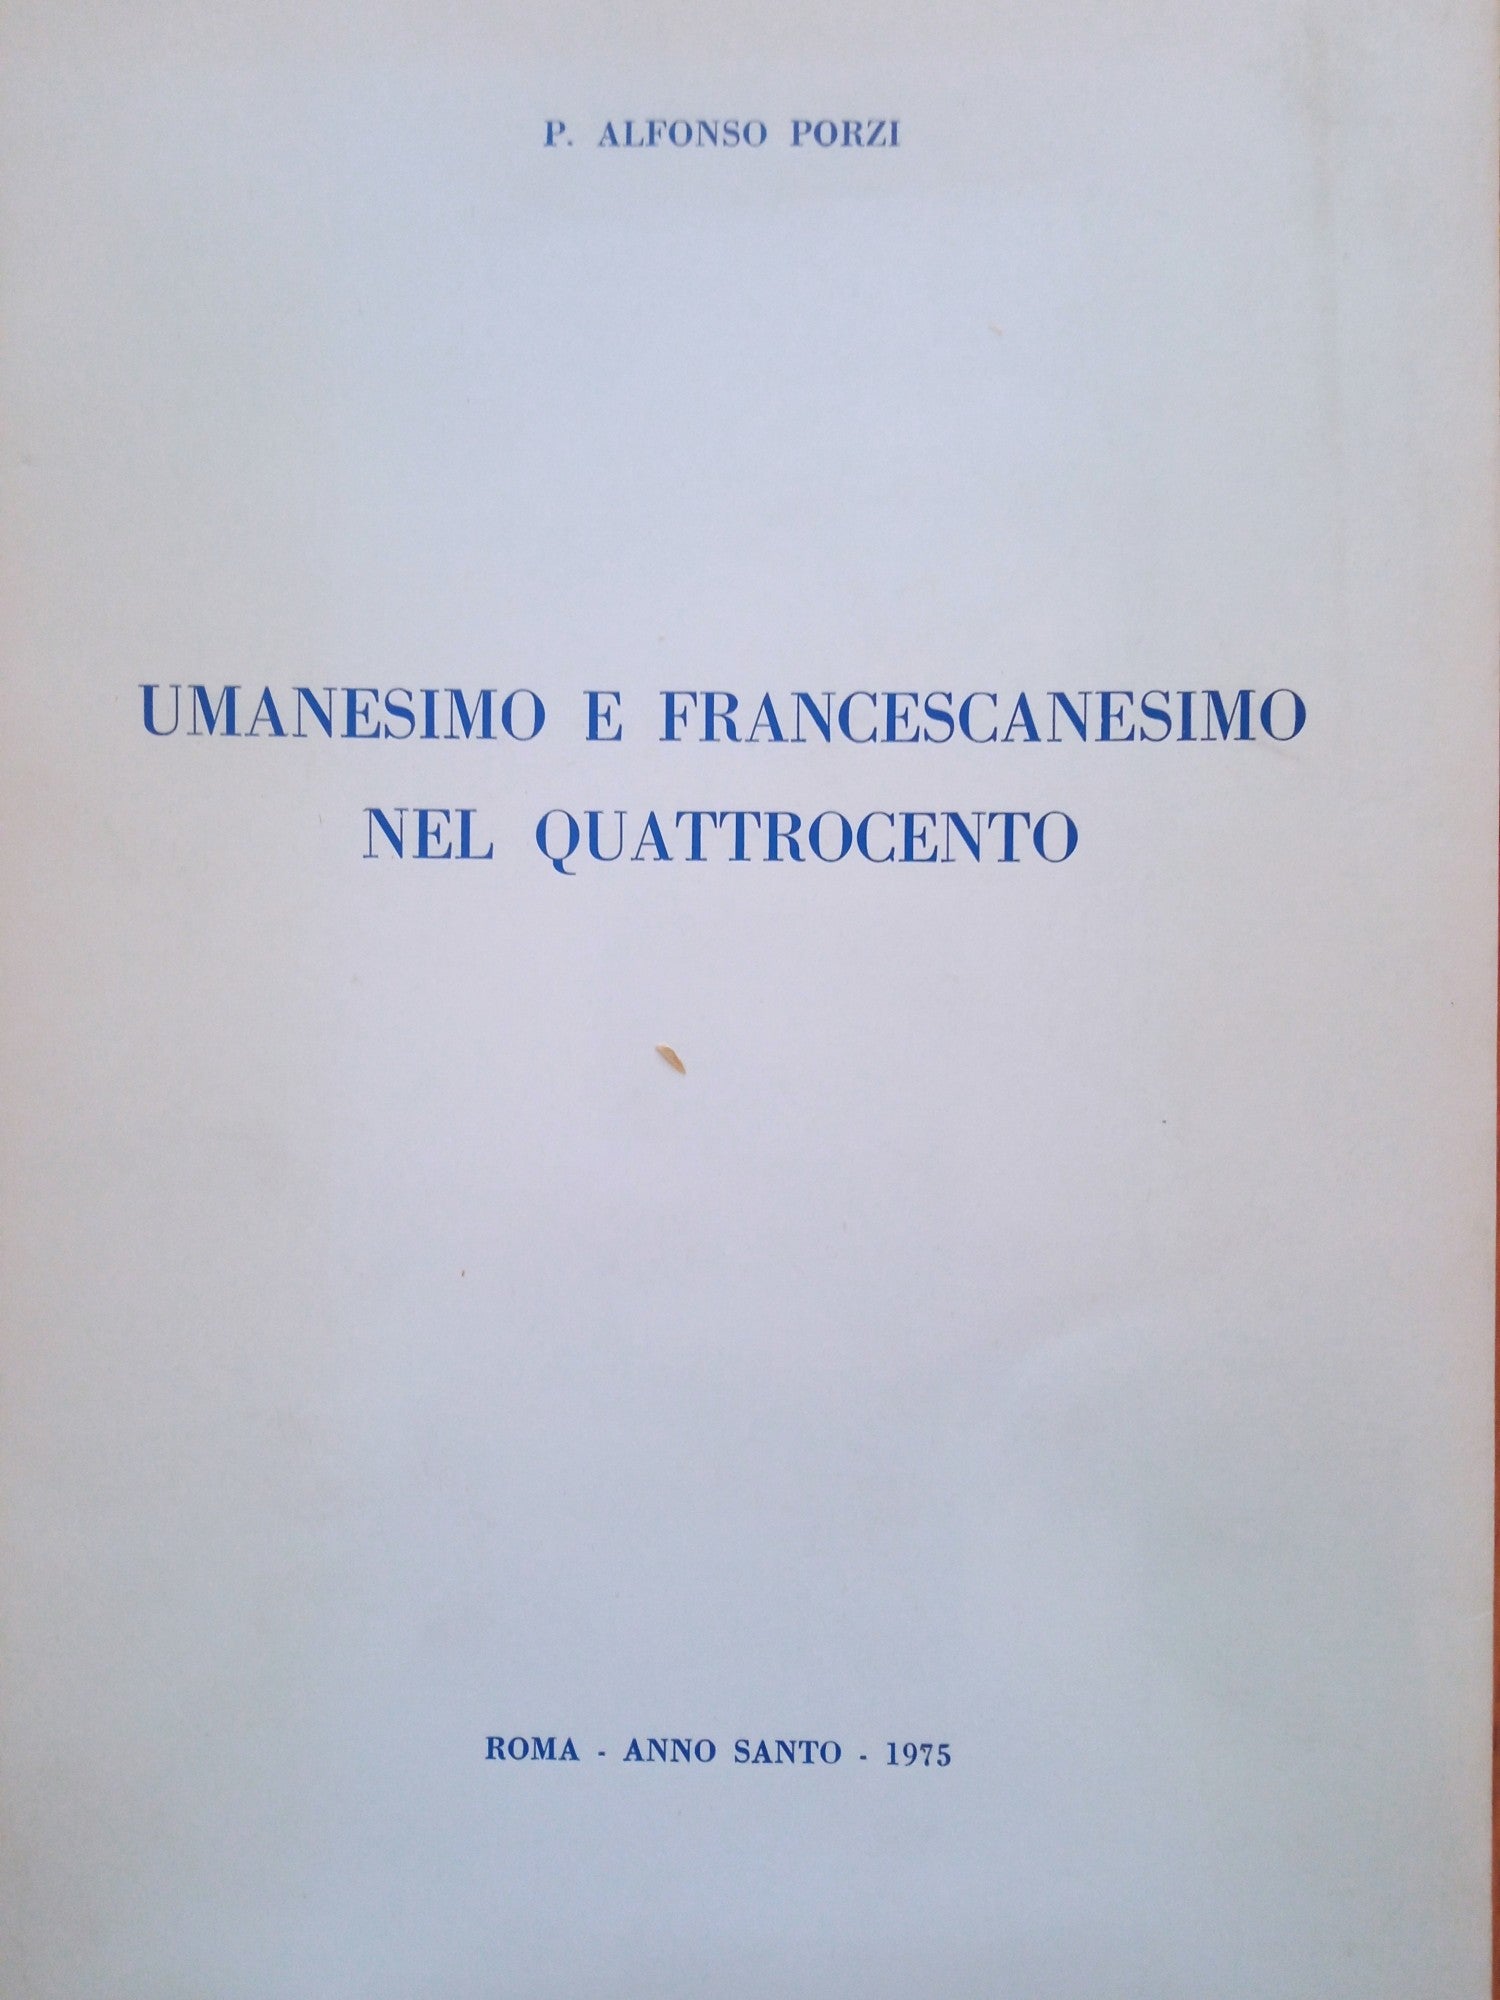 P. ALFONSO PORZI
UMANESIMO E FRANCESCANESIMO
NEL QUATTROCENTO
ROMA - ANNO SANTO - 1975